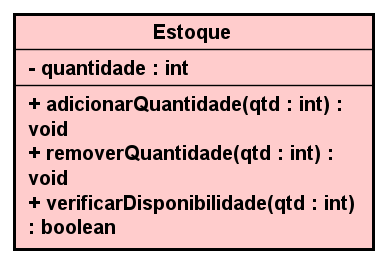 Estoque
- quantidade : int
+ adicionarQuantidade(qtd : int) :
void
+ removerQuantidade(qtd : int) :
void
+ verificarDisponibilidade(qtd : int)
: boolean